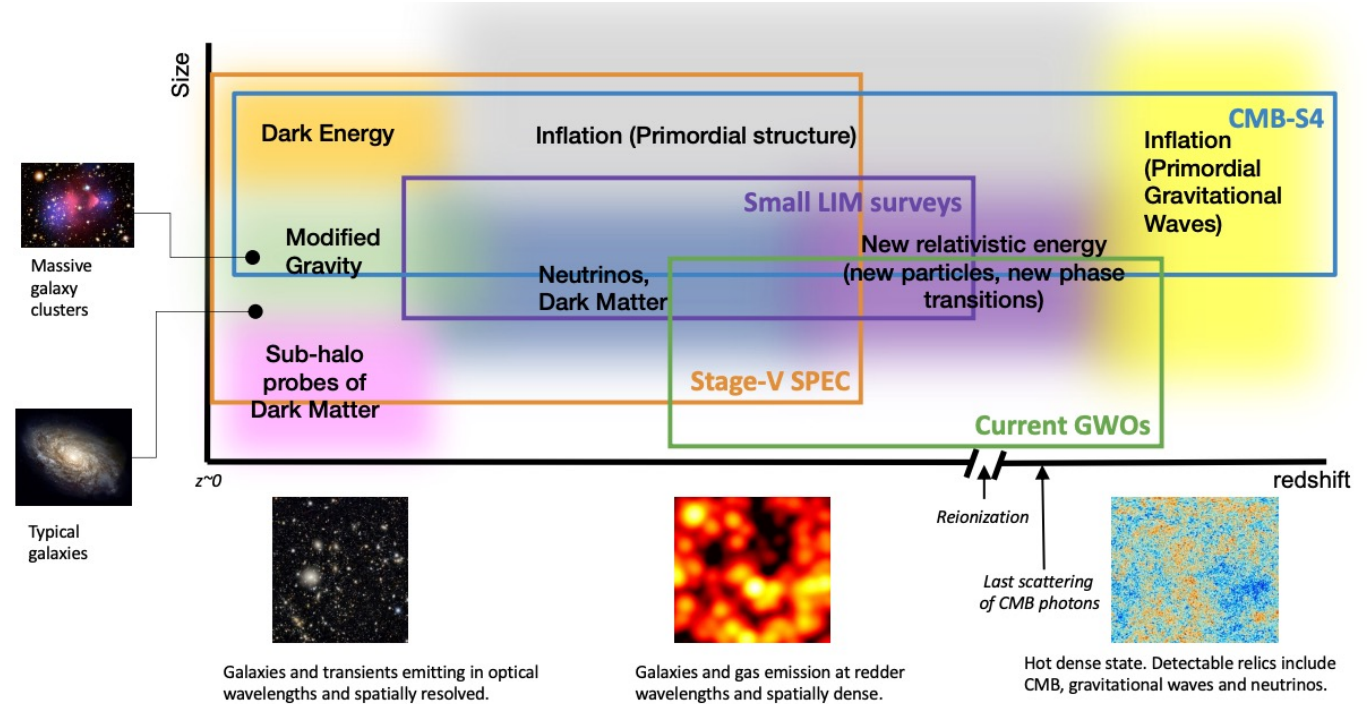 Size
Dark Energy
Inflation (Primordial structure)
CMB-S4
Inflation
(Primordial
Gravitational
Waves)
Small LIM surveys
Modified
Gravity
New relativistic energy
(new particles, new phase
transitions)
Neutrinos,
Dark Matter
Massive
galaxy
clusters
Sub-halo
probes of
Dark Matter
Stage-V SPEC
Current GWOs
z~0
redshift
Typical
galaxies
Reionization
Last scattering
of CMB photons
Galaxies and transients emitting in optical
wavelengths and spatially resolved.
Galaxies and gas emission at redder
wavelengths and spatially dense.
Hot dense state. Detectable relics include
CMB, gravitational waves and neutrinos.